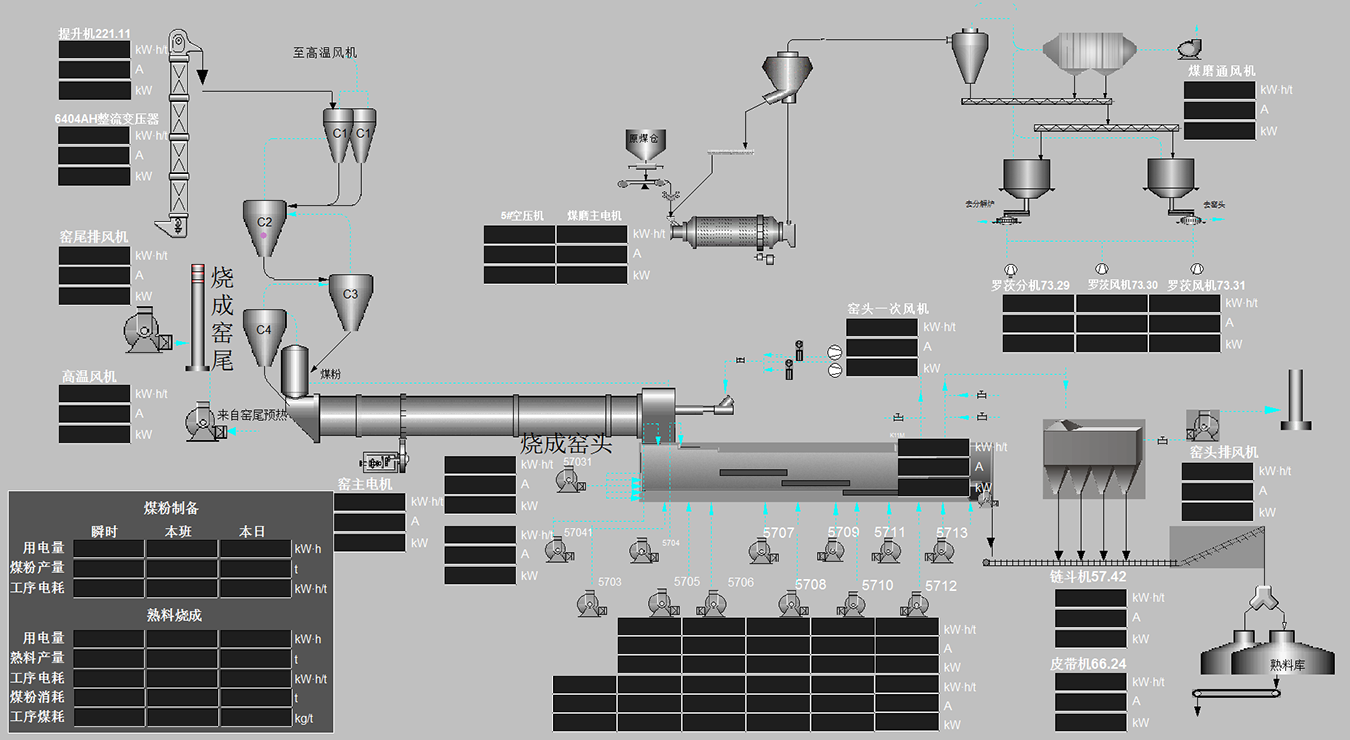 提升机221.11
kW·h/t
A
kW
6404AH整流变压器
kW·h/t
A
kW
窑尾排风机
kW·h/t
A
kW
高温风机
kW·h/t
A
kW
至高温风机
C1
C1
C2
C3
C4
烧成窑尾
煤粉
来自窑尾预热
原煤仓
5#空压机
煤磨主电机
kW·h/t
A
kW
煤磨通风机
kW·h/t
A
kW
去分解炉
去窑头
罗茨分机73.29
罗茨风机73.30
罗茨风机73.31
kW·h/t
A
kW
窑头一次风机
kW·h/t
A
kW
烧成窑头
kW·h/t
A
kW
窑主电机
kW·h/t
A
kW
kW·h/t
A
kW
kW·h/t
A
kW
57031
57041
5704
5707
5709
5711
5713
5703
5705
5706
5708
5710
5712
kW·h/t
A
kW
kW·h/t
A
kW
窑头排风机
kW·h/t
A
kW
链斗机57.42
kW·h/t
A
kW
皮带机66.24
kW·h/t
A
kW
熟料库
煤粉制备
瞬时 本班 本日
用电量 kW·h
煤粉产量 t
工序电耗 kW·h/t
熟料烧成
用电量 kW·h
熟料产量 t
工序电耗 kW·h/t
煤粉消耗 t
工序煤耗 kg/t